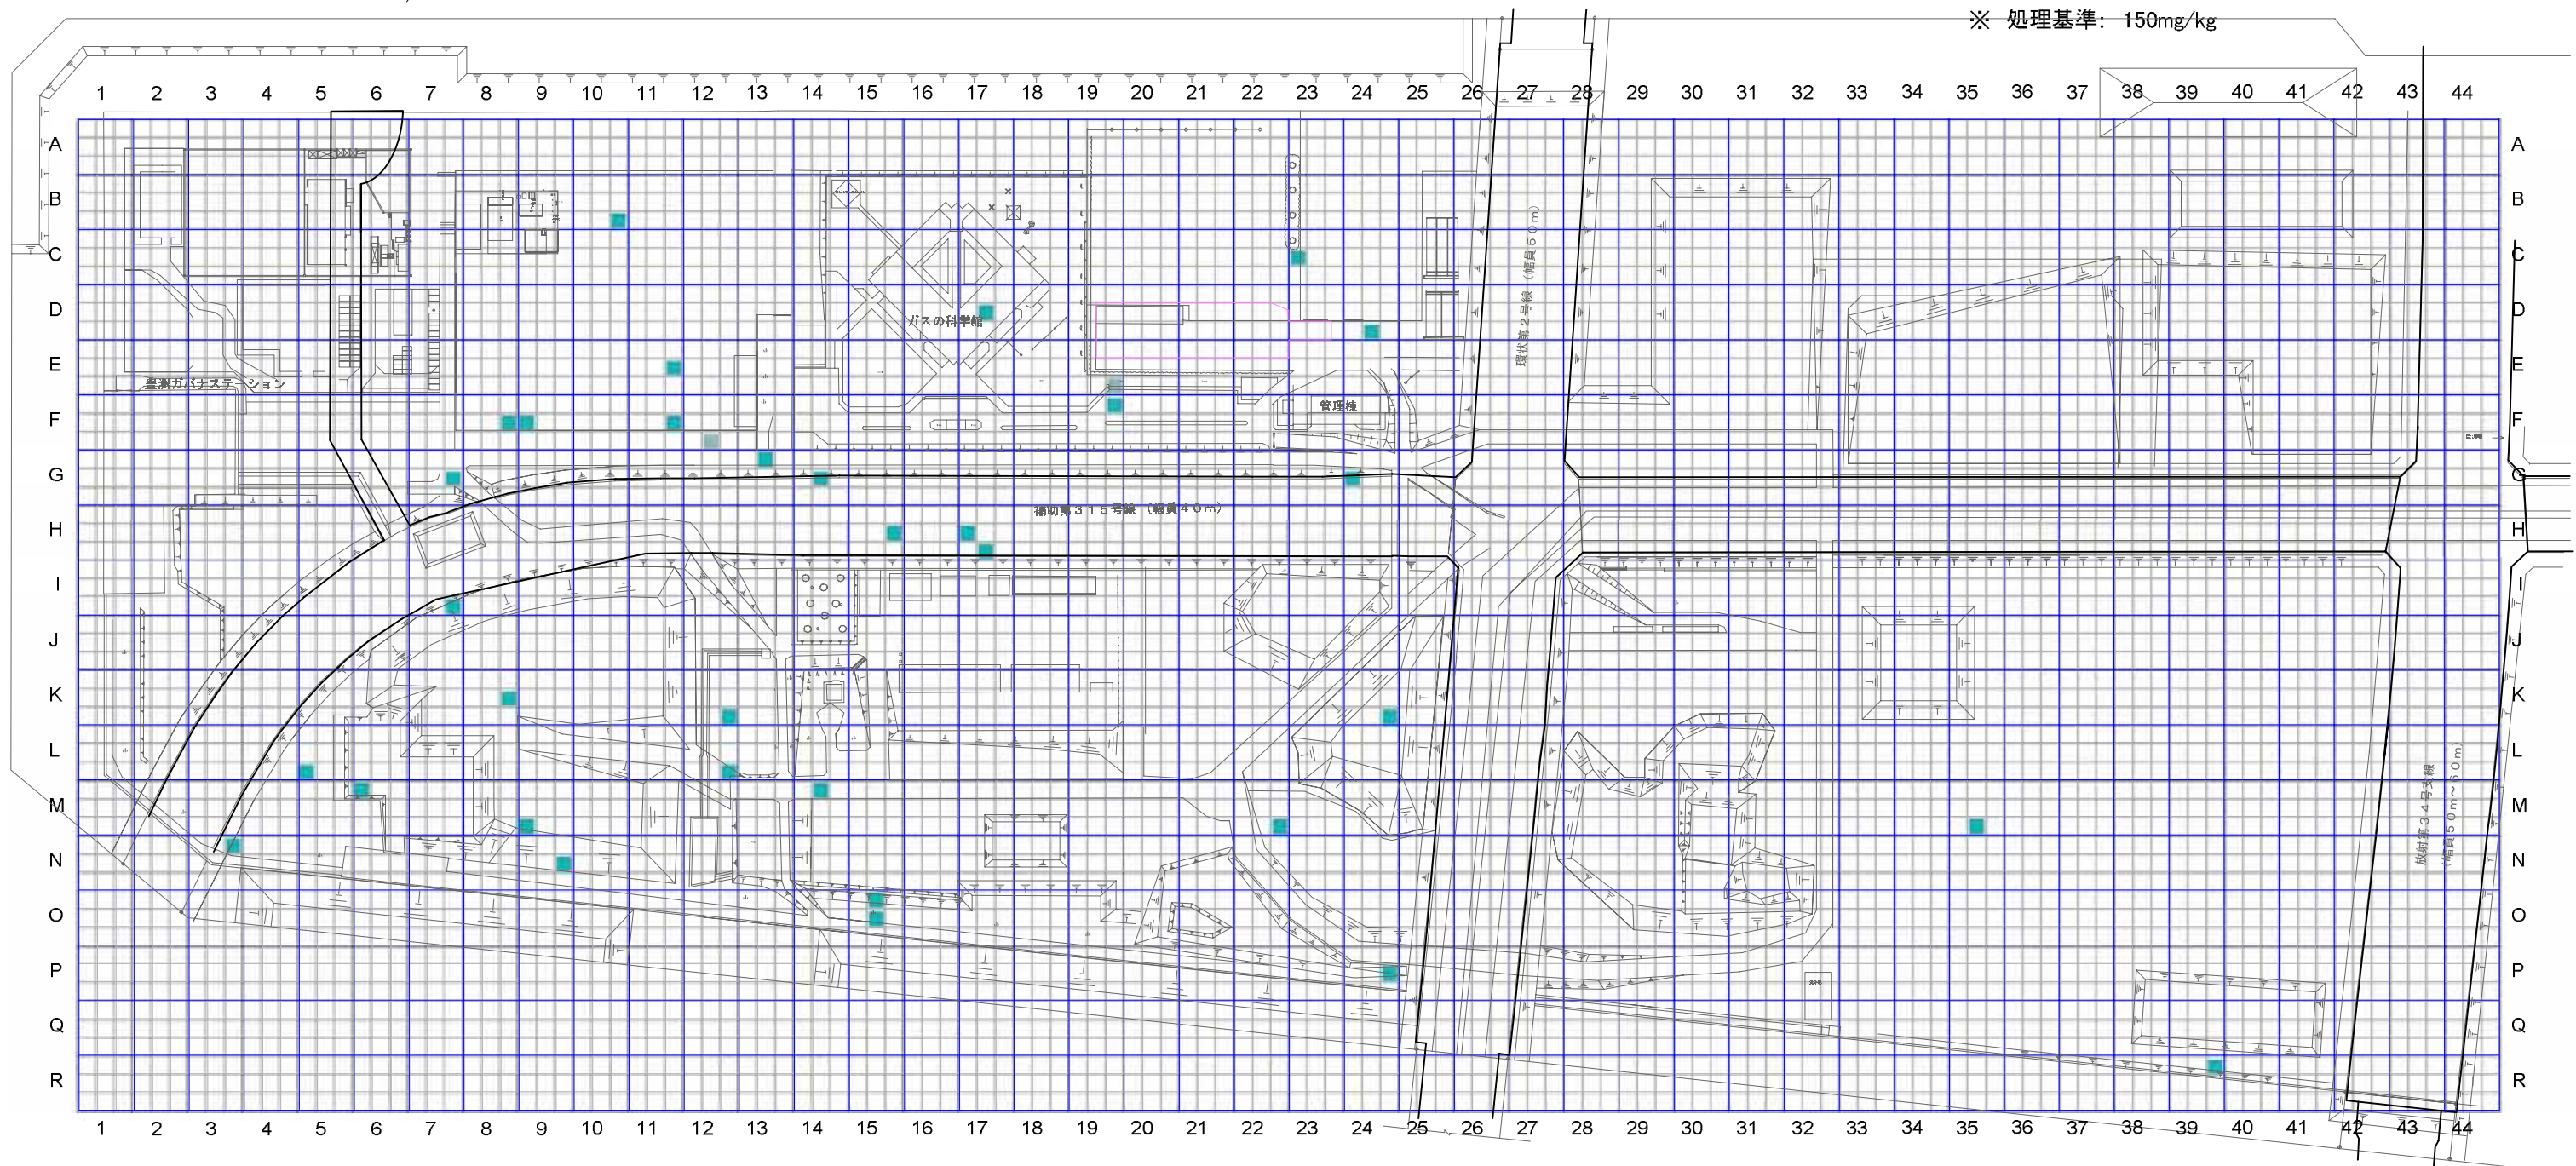 ※ 処理基準: 150mg/kg
1 2 3 4 5 6 7 8 9 10 11 12 13 14 15 16 17 18 19 20 21 22 23 24 25 26 27 28 29 30 31 32 33 34 35 36 37 38 39 40 41 42 43 44
A A
B B
C C
環状第2号線 (幅員50m)
D D
ガスの科学館
E E
豊洲ガバナステーション
F F
管理棟
G G
補助第315号線 (幅員40m)
H H
I I
J J
K K
L L
放射第34号支線
(幅員50m~60m)
M M
N N
O O
P P
Q Q
R R
1 2 3 4 5 6 7 8 9 10 11 12 13 14 15 16 17 18 19 20 21 22 23 24 25 26 27 28 29 30 31 32 33 34 35 36 37 38 39 40 41 42 43 44